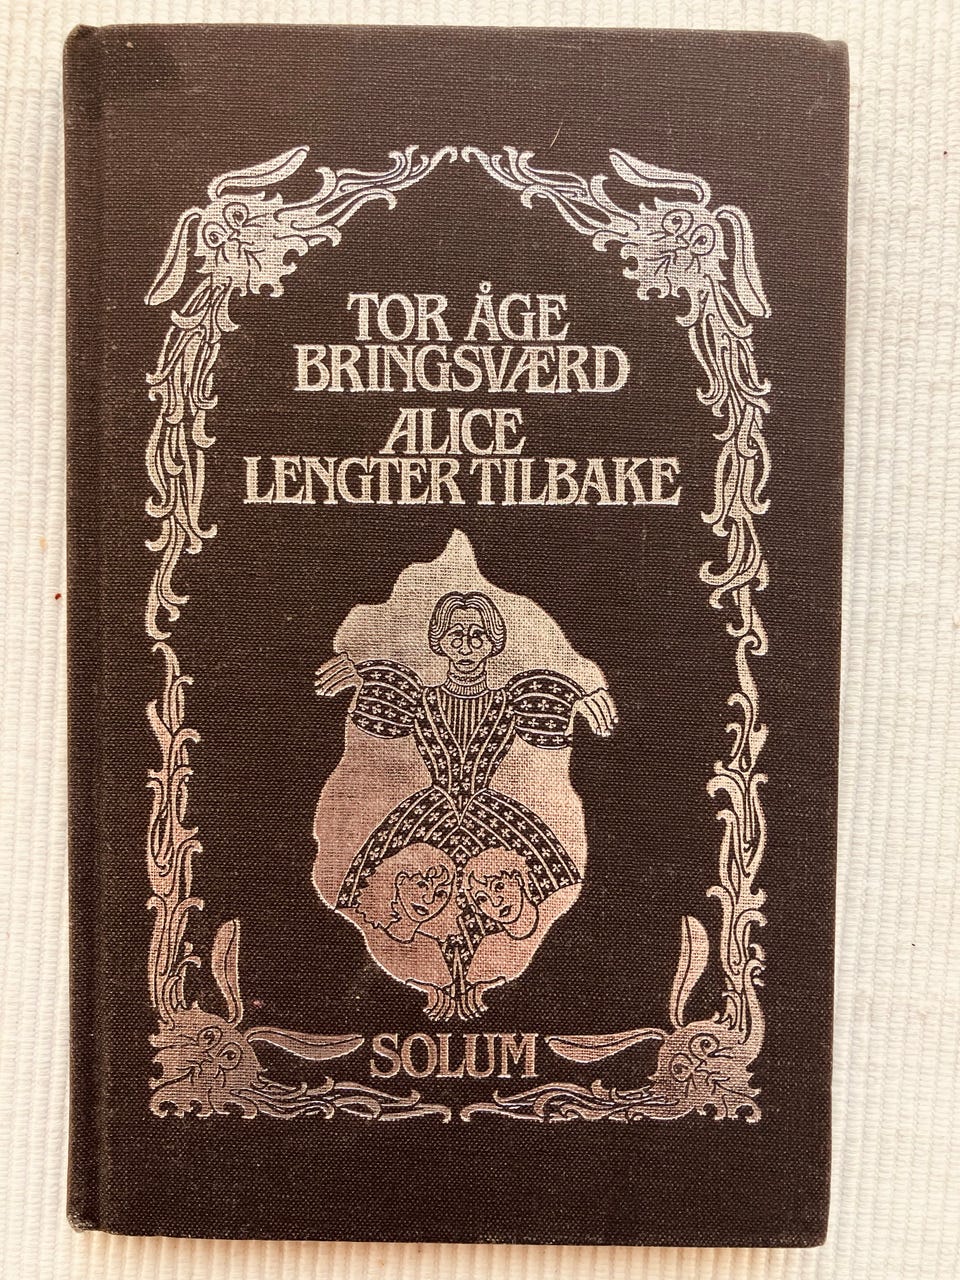 TOR ÅGE
BRINGSVÆRD
ALICE
LENGTER TILBAKE
SOLUM